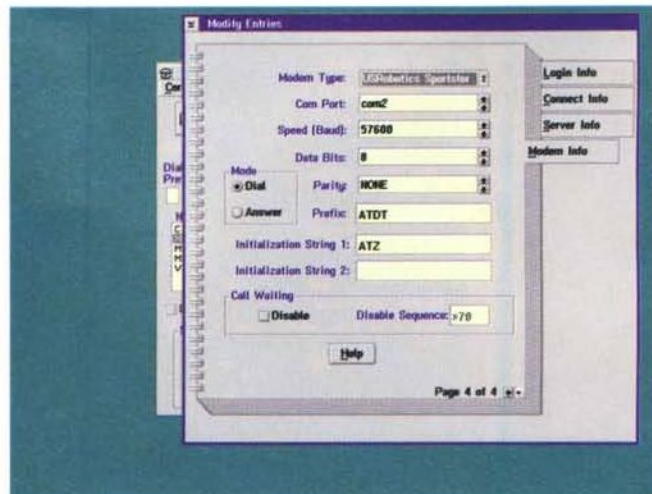 Modify Entries
Modem Type: USRobotics Sportster
Com Port: com2
Speed (Baud): 57600
Data Bits: 8
Mode
Dial
Answer
Parity: NONE
Prefix: ATDT
Initialization String 1: ATZ
Initialization String 2:
Call Waiting
Disable
Disable Sequence: *70
Help
Page 4 of 4
Login Info
Connect Info
Server Info
Modem Info
Dial